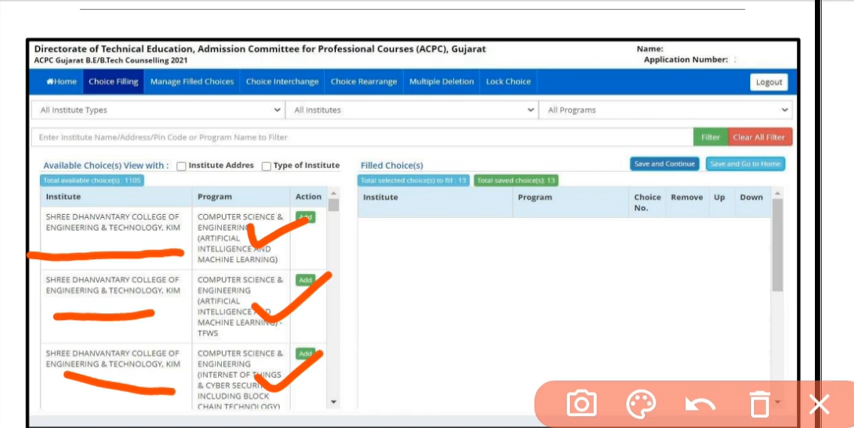 Directorate of Technical Education, Admission Committee for Professional Courses (ACPC), Gujarat
ACPC Gujarat B.E/B.Tech Counselling 2021
Name:
Application Number:
Home Choice Filling Manage Filled Choices Choice Interchange Choice Rearrange Multiple Deletion Lock Choice Logout
All Institute Types All Institutes All Programs
Enter Institute Name/Address/Pin Code or Program Name to Filter Filter Clear All Filter
Available Choice(s) View with : Institute Addres Type of Institute
Total available choice(s) : 1105
Institute Program Action
SHREE DHANVANTARY COLLEGE OF
ENGINEERING & TECHNOLOGY, KIM
COMPUTER SCIENCE &
ENGINEERING
(ARTIFICIAL
INTELLIGENCE AND
MACHINE LEARNING)
Add
SHREE DHANVANTARY COLLEGE OF
ENGINEERING & TECHNOLOGY, KIM
COMPUTER SCIENCE &
ENGINEERING
(ARTIFICIAL
INTELLIGENCE AND
MACHINE LEARNING) -
TFWS
Add
SHREE DHANVANTARY COLLEGE OF
ENGINEERING & TECHNOLOGY, KIM
COMPUTER SCIENCE &
ENGINEERING
(INTERNET OF THINGS
& CYBER SECURITY
INCLUDING BLOCK
CHAIN TECHNOLOGY)
Add
Filled Choice(s) Save and Continue Save and Go to Home
Total selected choice(s) to fill : 13 Total saved choice(s): 13
Institute Program Choice No. Remove Up Down